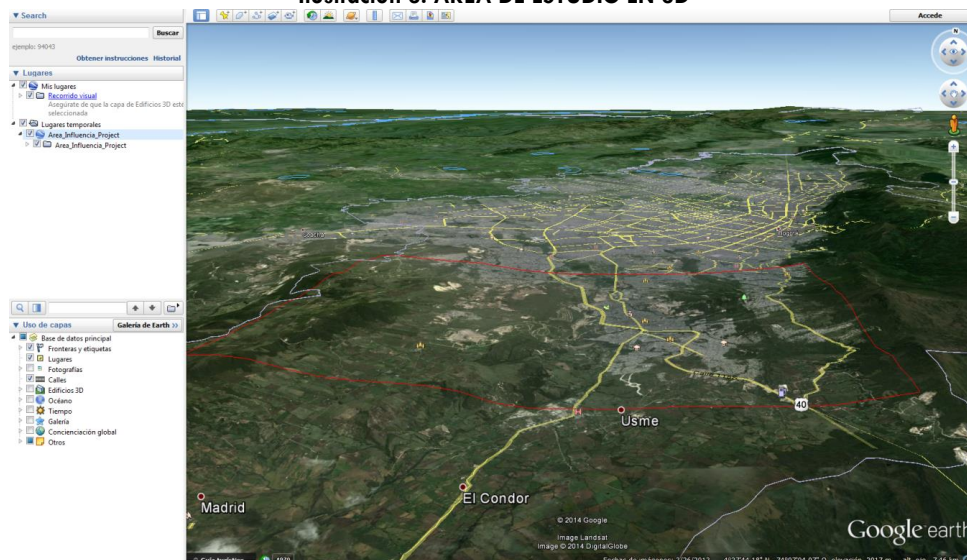 Ilustración 8. ÁREA DE ESTUDIO EN 3D
Search
Accede
Buscar
ejemplo: 94043
Obtener instrucciones Historial
Lugares
Mis lugares
Recorrido visual
Asegúrate de que la capa de Edificios 3D esté
seleccionada
Lugares temporales
Area_Influencia_Project
Area_Influencia_Project
N
Soacha
40
Usme
El Condor
Madrid
Uso de capas
Galería de Earth >>
Base de datos principal
Fronteras y etiquetas
Lugares
Fotografías
Calles
Edificios 3D
Océano
Tiempo
Galería
Concienciación global
Otros
© 2014 Google
Image Landsat
Image © 2014 DigitalGlobe
Google earth
1970